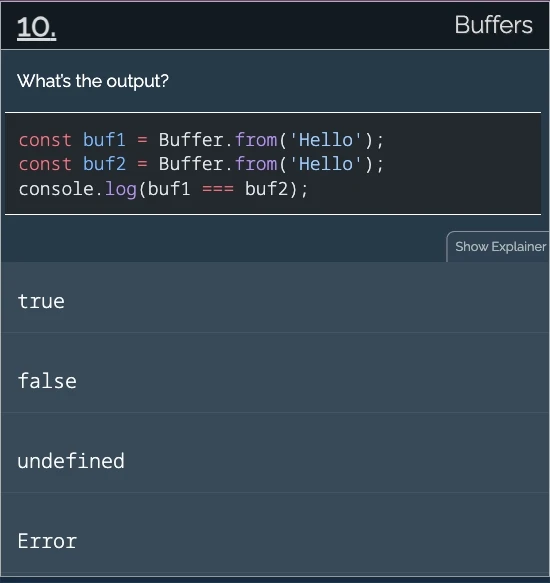 10.
Buffers
What's the output?
const buf1 = Buffer.from('Hello');
const buf2 = Buffer.from('Hello');
console.log(buf1 === buf2);
Show Explainer
true
false
undefined
Error